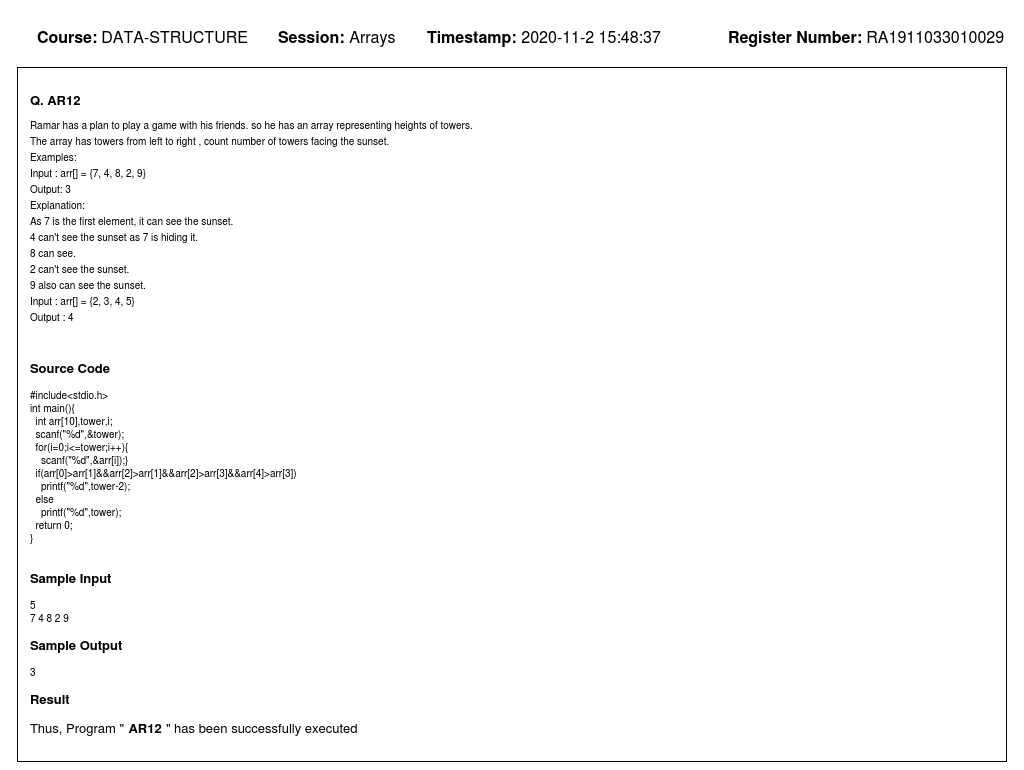 Course: DATA-STRUCTURE Session: Arrays Timestamp: 2020-11-2 15:48:37 Register Number: RA1911033010029
Q. AR12
Ramar has a plan to play a game with his friends. so he has an array representing heights of towers.
The array has towers from left to right , count number of towers facing the sunset.
Examples:
Input : arr[] = {7, 4, 8, 2, 9}
Output: 3
Explanation:
As 7 is the first element, it can see the sunset.
4 can't see the sunset as 7 is hiding it.
8 can see.
2 can't see the sunset.
9 also can see the sunset.
Input : arr[] = {2, 3, 4, 5}
Output : 4
Source Code
#include<stdio.h>
int main(){
  int arr[10],tower,i;
  scanf("%d",&tower);
  for(i=0;i<=tower;i++){
    scanf("%d",&arr[i]);}
  if(arr[0]>arr[1]&&arr[2]>arr[1]&&arr[2]>arr[3]&&arr[4]>arr[3])
    printf("%d",tower-2);
  else
    printf("%d",tower);
  return 0;
}
Sample Input
5
7 4 8 2 9
Sample Output
3
Result
Thus, Program " AR12 " has been successfully executed